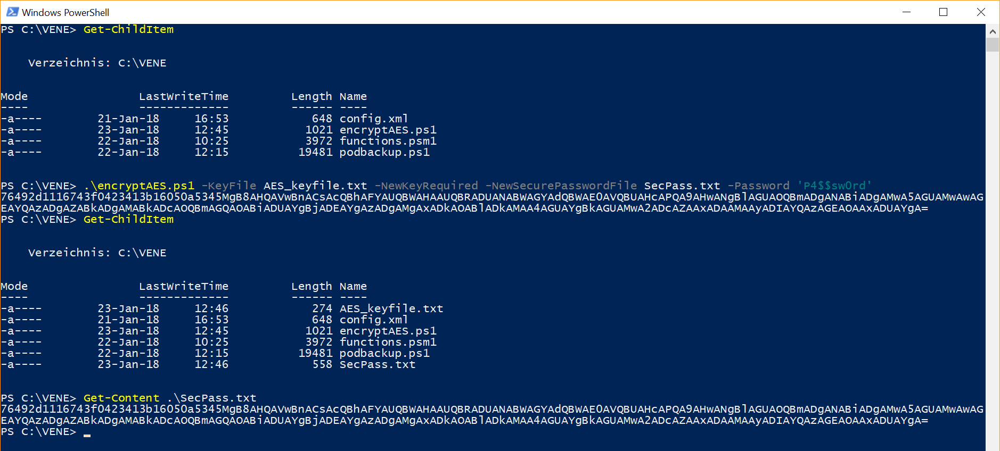 Windows PowerShell
PS C:\VENE> Get-ChildItem
Verzeichnis: C:\VENE
Mode LastWriteTime Length Name
---- ------------- ------ ----
-a---- 21-Jan-18 16:53 648 config.xml
-a---- 23-Jan-18 12:45 1021 encryptAES.ps1
-a---- 22-Jan-18 10:25 3972 functions.psm1
-a---- 22-Jan-18 12:15 19481 podbackup.ps1
PS C:\VENE> .\encryptAES.ps1 -KeyFile AES_keyfile.txt -NewKeyRequired -NewSecurePasswordFile SecPass.txt -Password 'P4$$sw0rd'
76492d1116743f0423413b16050a5345MgB8AHQAVwBnACsAcQBhAFYAUQBWAHAAUQBRADUANABWAGYAdQBWAE0AVQBUAHcAPQA9AHwANgBlAGUAOQBmADgANABiADgAMwA5AGUAMwAwAG
EAYQAzADgAZABkADgAMABkADcAOQBmAGQAOABiADUAYgBjADEAYgAzADgAMgAxADkAOABlADkAMAA4AGUAYgBkAGUAMwA2ADcAZAAxADAAMAAyADIAYQAzAGEAOAAxADUAYgA=
PS C:\VENE> Get-ChildItem
Verzeichnis: C:\VENE
Mode LastWriteTime Length Name
---- ------------- ------ ----
-a---- 23-Jan-18 12:46 274 AES_keyfile.txt
-a---- 21-Jan-18 16:53 648 config.xml
-a---- 23-Jan-18 12:45 1021 encryptAES.ps1
-a---- 22-Jan-18 10:25 3972 functions.psm1
-a---- 22-Jan-18 12:15 19481 podbackup.ps1
-a---- 23-Jan-18 12:46 558 SecPass.txt
PS C:\VENE> Get-Content .\SecPass.txt
76492d1116743f0423413b16050a5345MgB8AHQAVwBnACsAcQBhAFYAUQBWAHAAUQBRADUANABWAGYAdQBWAE0AVQBUAHcAPQA9AHwANgBlAGUAOQBmADgANABiADgAMwA5AGUAMwAwAG
EAYQAzADgAZABkADgAMABkADcAOQBmAGQAOABiADUAYgBjADEAYgAzADgAMgAxADkAOABlADkAMAA4AGUAYgBkAGUAMwA2ADcAZAAxADAAMAAyADIAYQAzAGEAOAAxADUAYgA=
PS C:\VENE>